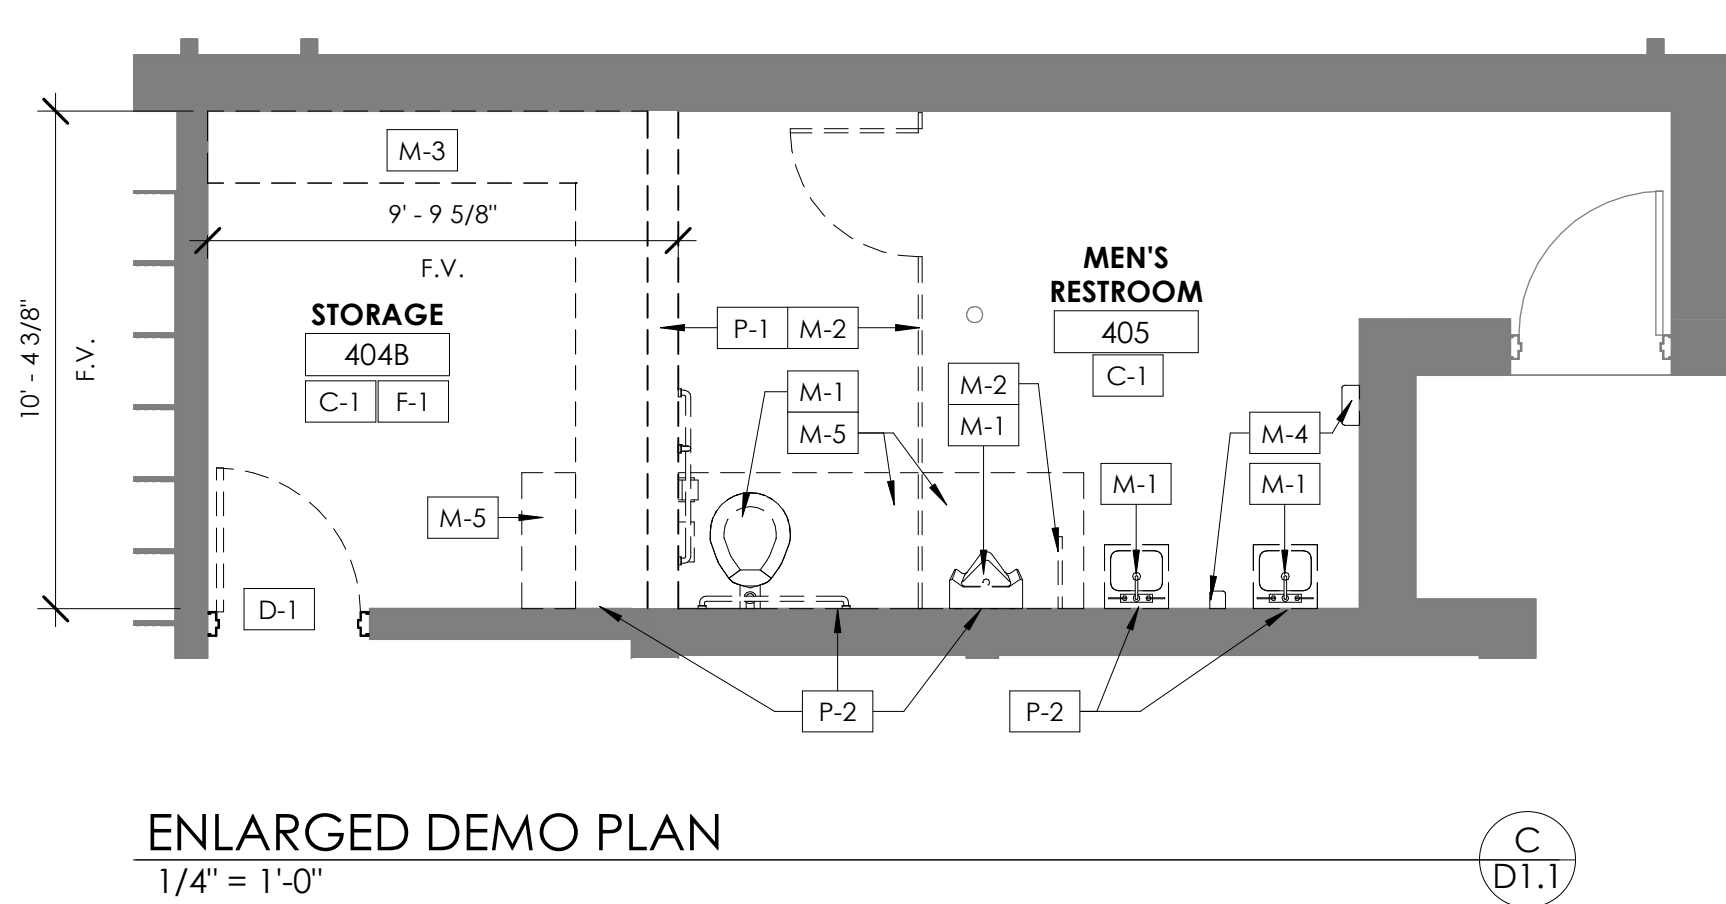 M-3
9' - 9 5/8"
F.V.
10' - 4 3/8"
F.V.
STORAGE
404B
C-1 F-1
P-1 M-2
MEN'S
RESTROOM
405
C-1
M-1
M-5
M-2
M-1
M-4
M-1
M-1
M-5
D-1
P-2
P-2
ENLARGED DEMO PLAN
1/4" = 1'-0"
C
D1.1